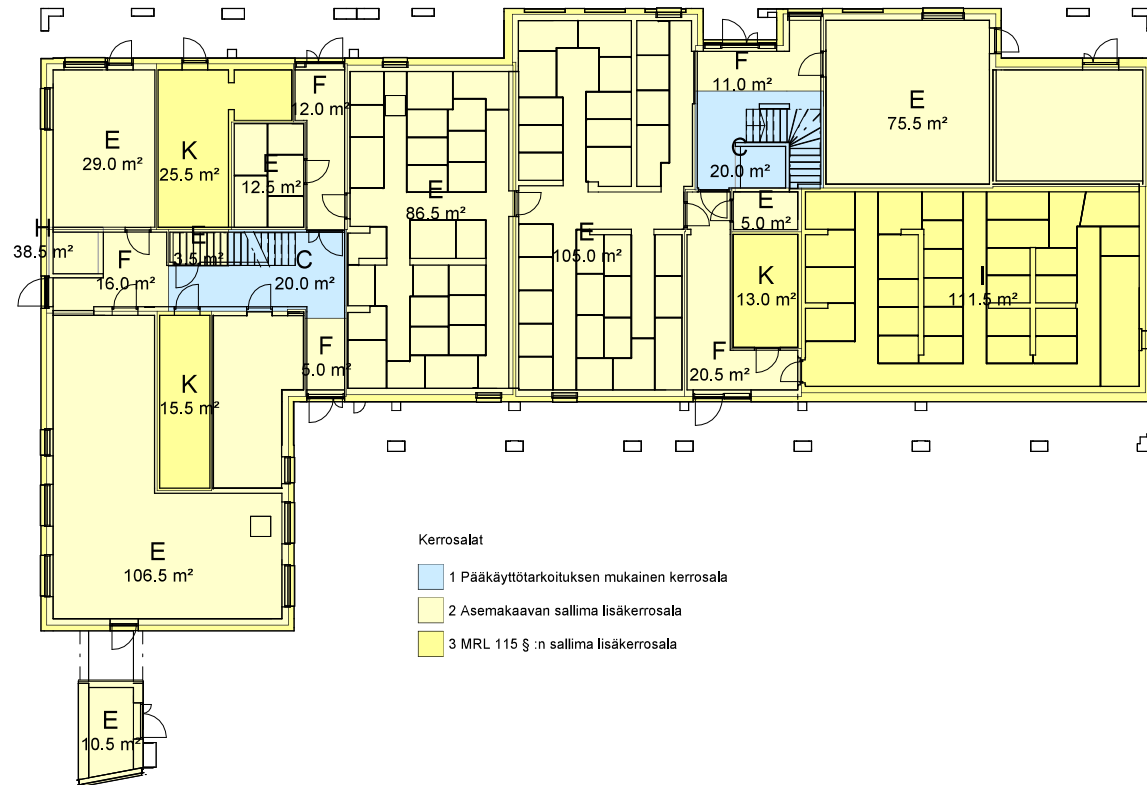 F
11.0 m²
F
12.0 m²
E
75.5 m²
E
29.0 m²
K
25.5 m²
E
12.5 m²
C
20.0 m²
E
86.5 m²
E
5.0 m²
H
38.5 m²
E
3.5 m²
E
105.0 m²
F
16.0 m²
C
20.0 m²
K
13.0 m²
I
111.5 m²
F
5.0 m²
F
20.5 m²
K
15.5 m²
E
106.5 m²
Kerrosalat
1 Pääkäyttötarkoituksen mukainen kerrosala
2 Asemakaavan sallima lisäkerrosala
3 MRL 115 § :n sallima lisäkerrosala
E
10.5 m²